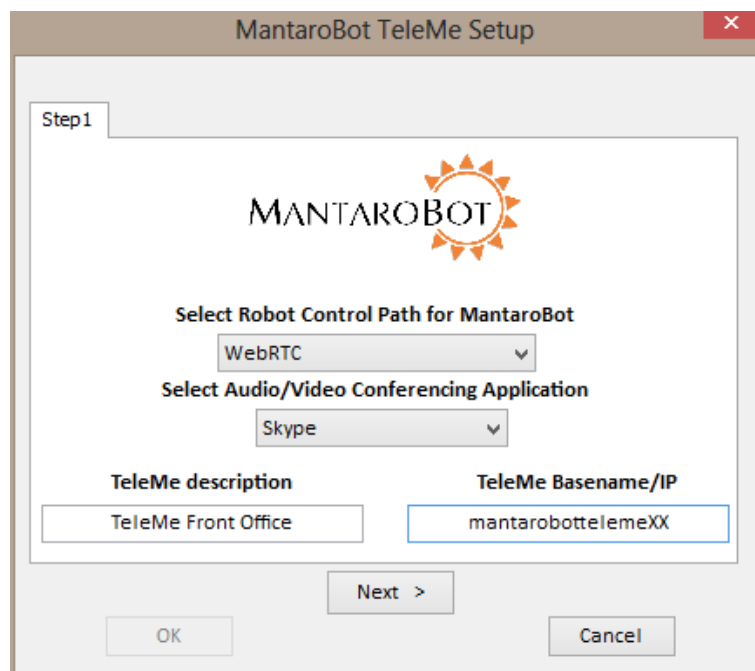 MantaroBot TeleMe Setup
Step1
MANTAROBOT
Select Robot Control Path for MantaroBot
WebRTC
Select Audio/Video Conferencing Application
Skype
TeleMe description TeleMe Basename/IP
TeleMe Front Office mantarobottelemeXX
Next >
OK Cancel